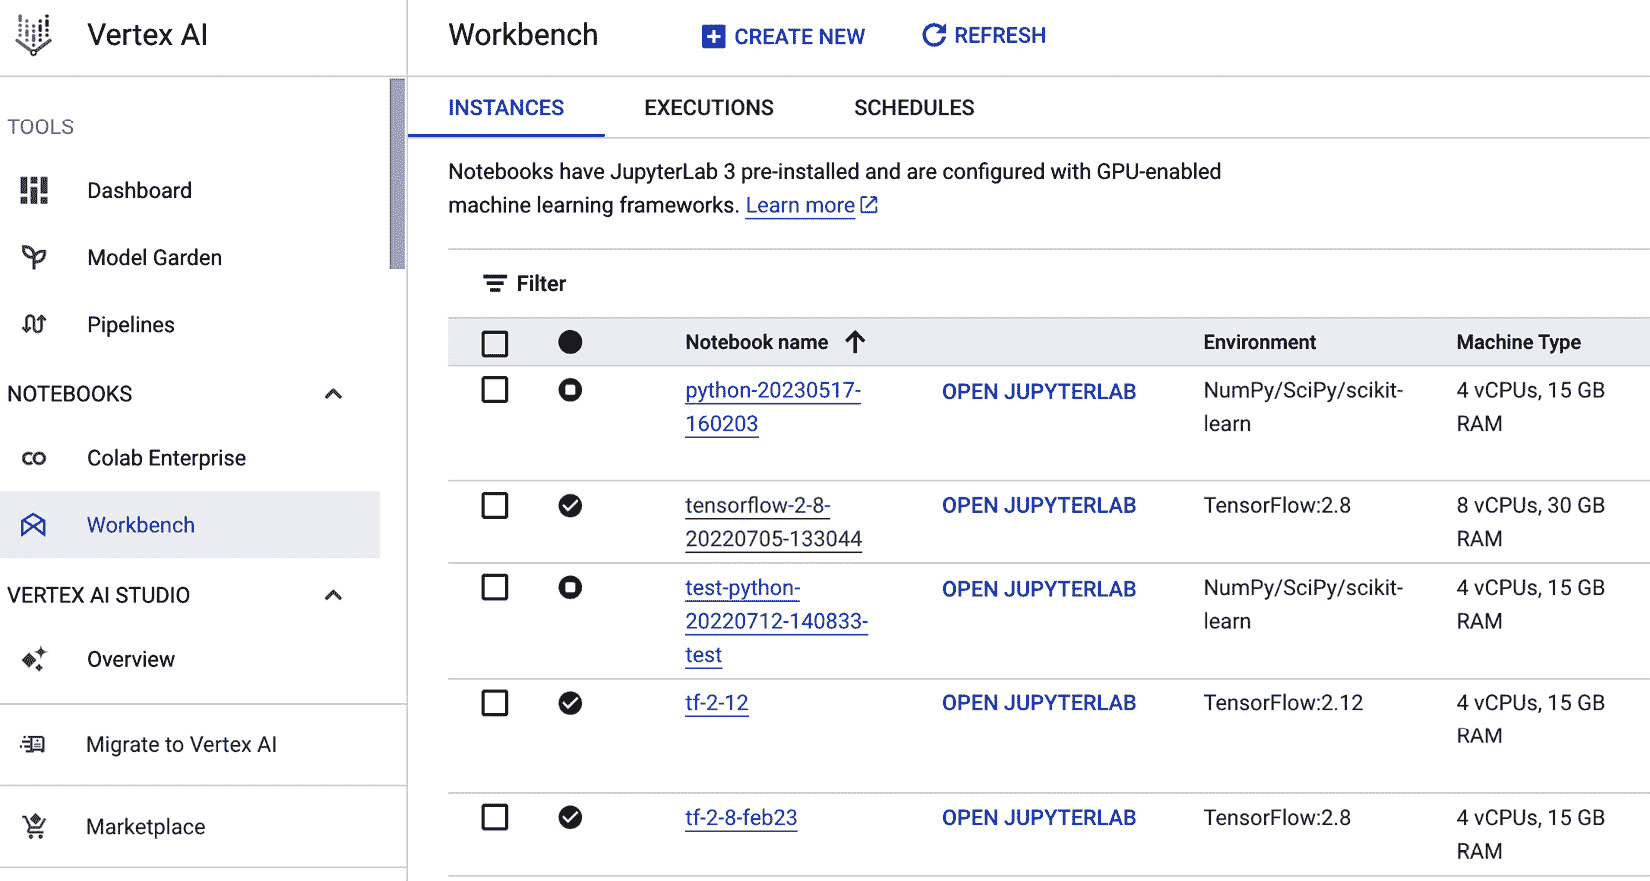 Vertex AI
TOOLS
Dashboard
Model Garden
Pipelines
NOTEBOOKS
Colab Enterprise
Workbench
VERTEX AI STUDIO
Overview
Migrate to Vertex AI
Marketplace
Workbench
CREATE NEW
REFRESH
INSTANCES
EXECUTIONS
SCHEDULES
Notebooks have JupyterLab 3 pre-installed and are configured with GPU-enabled
machine learning frameworks. Learn more
Filter
Notebook name
Environment
Machine Type
python-20230517-
160203
OPEN JUPYTERLAB
NumPy/SciPy/scikit-
learn
4 vCPUs, 15 GB
RAM
tensorflow-2-8-
20220705-133044
OPEN JUPYTERLAB
TensorFlow:2.8
8 vCPUs, 30 GB
RAM
test-python-
20220712-140833-
test
OPEN JUPYTERLAB
NumPy/SciPy/scikit-
learn
4 vCPUs, 15 GB
RAM
tf-2-12
OPEN JUPYTERLAB
TensorFlow:2.12
4 vCPUs, 15 GB
RAM
tf-2-8-feb23
OPEN JUPYTERLAB
TensorFlow:2.8
4 vCPUs, 15 GB
RAM